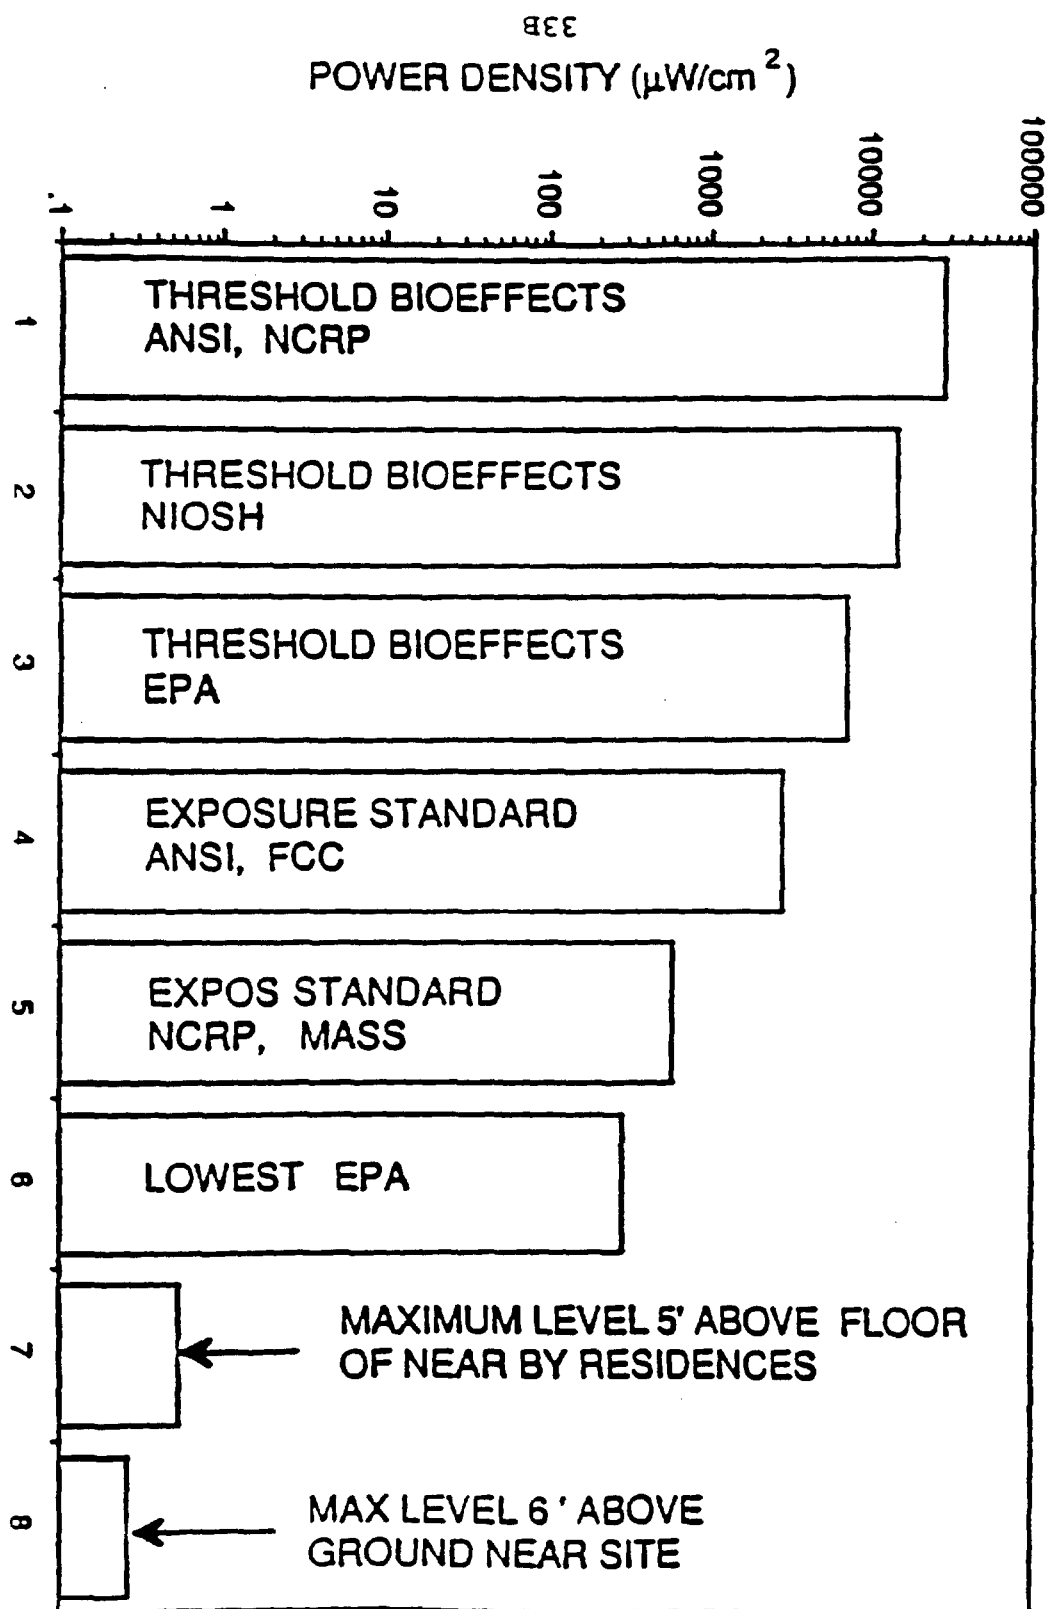 33B
POWER DENSITY (μW/cm²)
.1
1
10
100
1000
10000
100000
1
THRESHOLD BIOEFFECTS
ANSI, NCRP
2
THRESHOLD BIOEFFECTS
NIOSH
3
THRESHOLD BIOEFFECTS
EPA
4
EXPOSURE STANDARD
ANSI, FCC
5
EXPOS STANDARD
NCRP, MASS
6
LOWEST EPA
7
MAXIMUM LEVEL 5' ABOVE FLOOR
OF NEAR BY RESIDENCES
8
MAX LEVEL 6' ABOVE
GROUND NEAR SITE